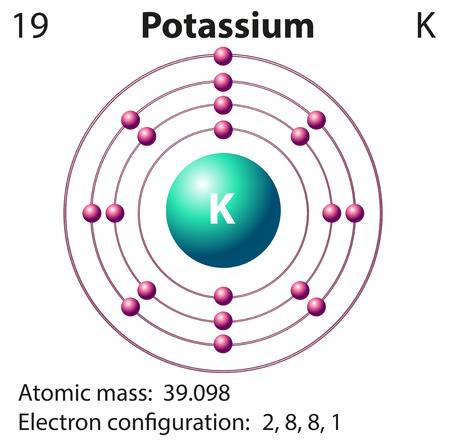 19 Potassium K
K
Atomic mass: 39.098
Electron configuration: 2, 8, 8, 1